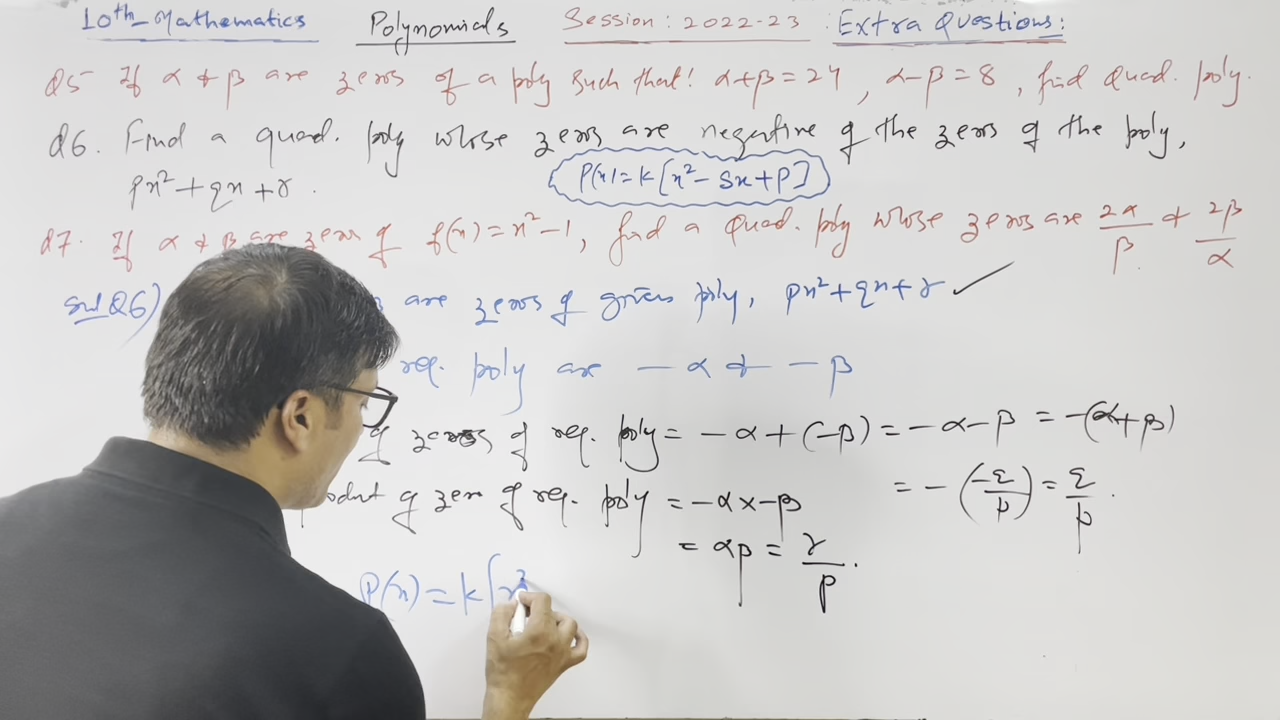 10th Mathematics Polynomials Session : 2022-23 Extra Questions :
Q5 If α & β are zeros of a poly such that! α+β=24, α-β=8, find Quad. poly.
Q6. Find a quad. poly whose zeros are negative of the zeros of the poly,
px²+qx+r.
P(x)=k[x²-Sx+P]
Q7. If α & β are zeros of f(x)=x²-1, find a Quad. poly whose zeros are 2α/β & 2β/α
Sol Q6) are zeros of given poly, px²+qx+r ✓
req. poly are -α & -β
of zeros of req. poly = -α+(-β) = -α-β = -(α+β)
= -(-q/p) = q/p.
oduct of zeros of req. poly = -α×-β
= αβ = r/p.
P(x)=k[x²